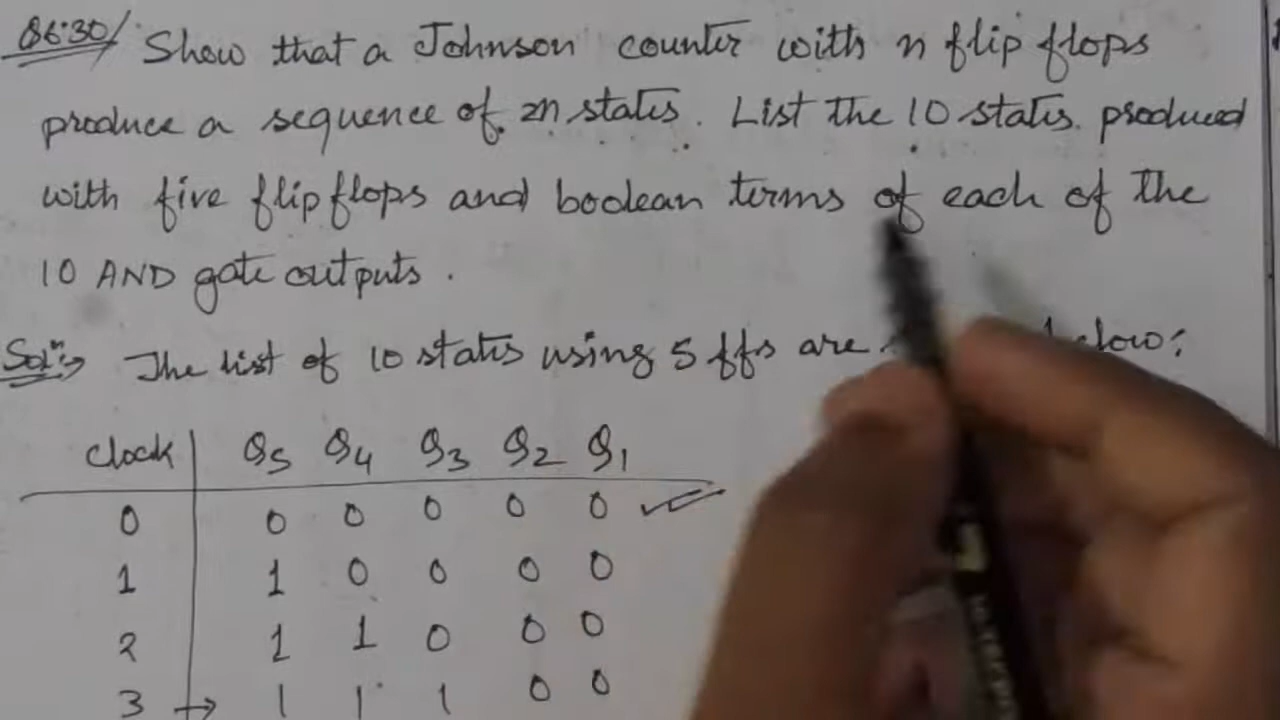 Q6.30/ Show that a Johnson counter with n flip flops
produce a sequence of 2n states. List the 10 states produced
with five flip flops and boolean terms of each of the
10 AND gate outputs.
Solⁿ:→ The list of 10 states using 5 ffs are below:
clock Q5 Q4 Q3 Q2 Q1
0 0 0 0 0 0 ✓
1 1 0 0 0 0
2 1 1 0 0 0
3 → 1 1 1 0 0